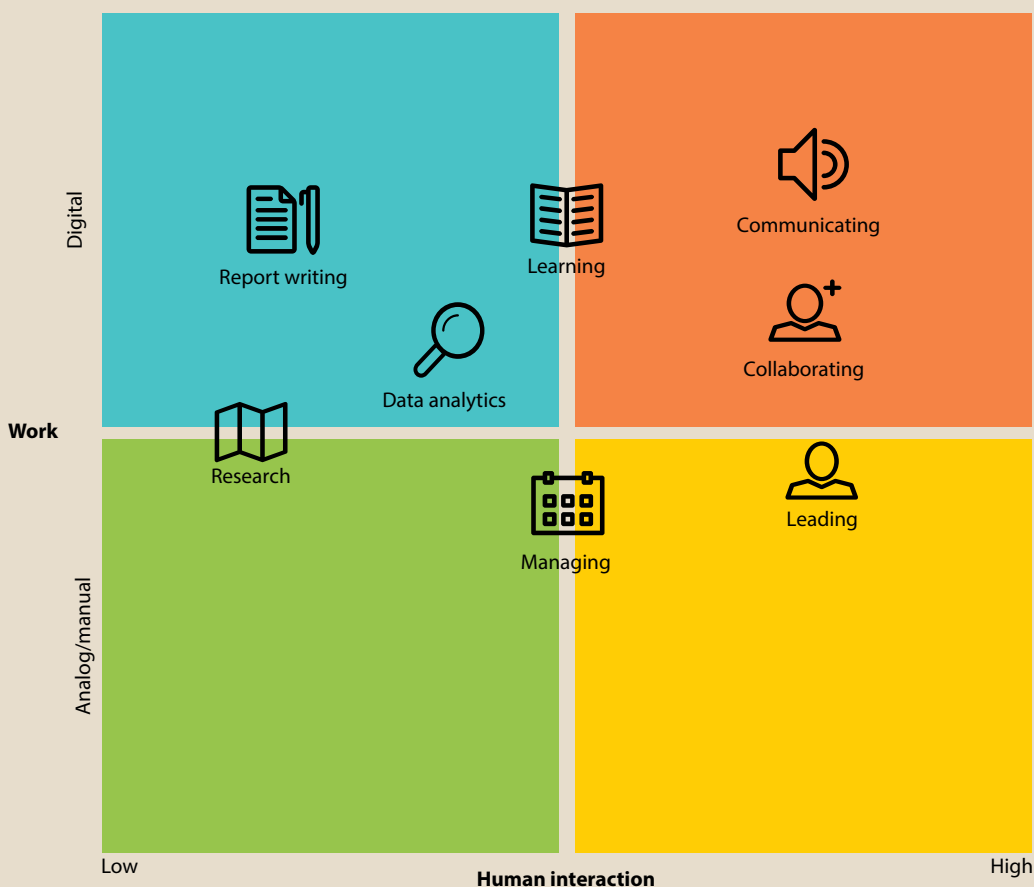 Digital
Communicating
Learning
Report writing
Collaborating
Data analytics
Work
Research
Leading
Managing
Analog/manual
Low
High
Human interaction